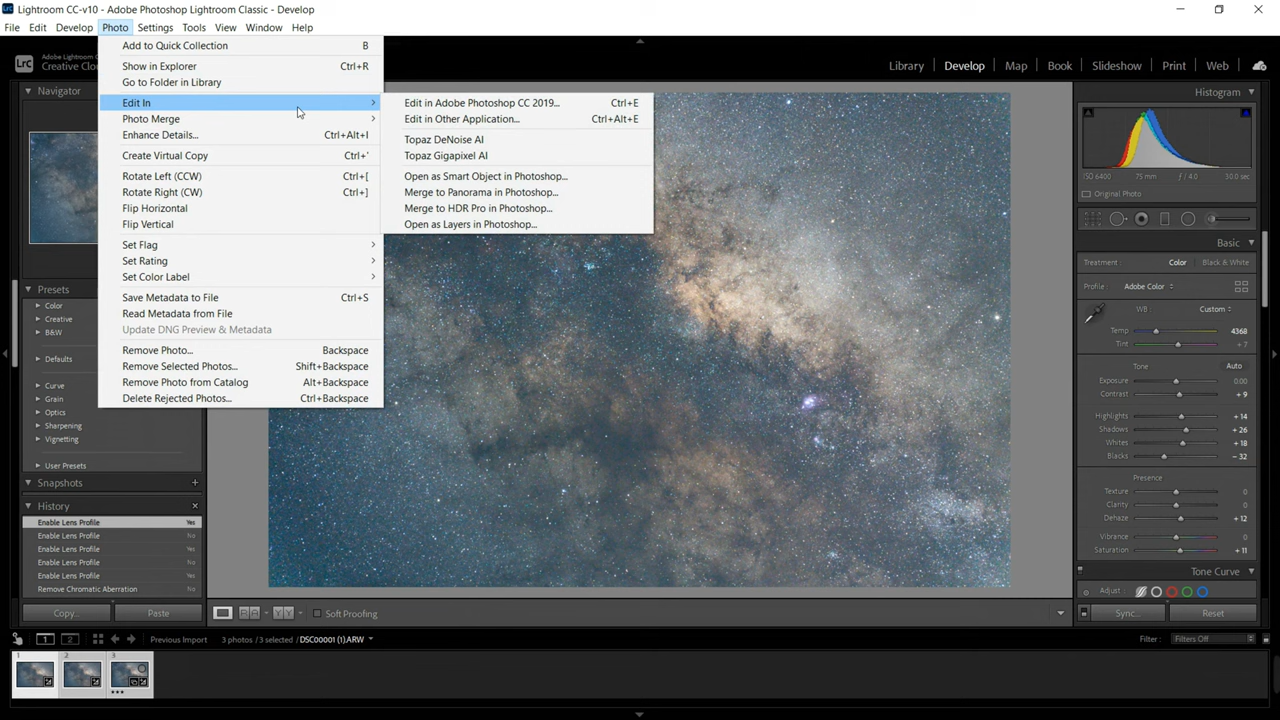 Lightroom CC-v10 - Adobe Photoshop Lightroom Classic - Develop
File Edit Develop Photo Settings Tools View Window Help
Lrc Adobe Lightroom
Creative Clou
Library | Develop | Map | Book | Slideshow | Print | Web
Navigator
Add to Quick Collection B
Show in Explorer Ctrl+R
Go to Folder in Library
Edit In
Photo Merge
Enhance Details... Ctrl+Alt+I
Create Virtual Copy Ctrl+'
Rotate Left (CCW) Ctrl+[
Rotate Right (CW) Ctrl+]
Flip Horizontal
Flip Vertical
Set Flag
Set Rating
Set Color Label
Save Metadata to File Ctrl+S
Read Metadata from File
Update DNG Preview & Metadata
Remove Photo... Backspace
Remove Selected Photos... Shift+Backspace
Remove Photo from Catalog Alt+Backspace
Delete Rejected Photos... Ctrl+Backspace
Edit in Adobe Photoshop CC 2019... Ctrl+E
Edit in Other Application... Ctrl+Alt+E
Topaz DeNoise AI
Topaz Gigapixel AI
Open as Smart Object in Photoshop...
Merge to Panorama in Photoshop...
Merge to HDR Pro in Photoshop...
Open as Layers in Photoshop...
Presets
Color
Creative
B&W
Defaults
Curve
Grain
Optics
Sharpening
Vignetting
User Presets
Snapshots +
History ×
Enable Lens Profile Yes
Enable Lens Profile No
Enable Lens Profile Yes
Enable Lens Profile No
Enable Lens Profile Yes
Remove Chromatic Aberration No
Copy... Paste
Histogram
ISO 6400 75 mm ƒ / 4.0 30.0 sec
Original Photo
Basic
Treatment : Color Black & White
Profile : Adobe Color
WB : Custom
Temp 4368
Tint + 7
Tone Auto
Exposure 0.00
Contrast + 9
Highlights + 14
Shadows + 26
Whites + 18
Blacks − 32
Presence
Texture 0
Clarity 0
Dehaze + 12
Vibrance 0
Saturation + 11
Tone Curve
Adjust :
Sync... Reset
R R Y Y Soft Proofing
1 2 Previous Import 3 photos / 3 selected / DSC00001 (1).ARW
Filter : Filters Off
1 2 3